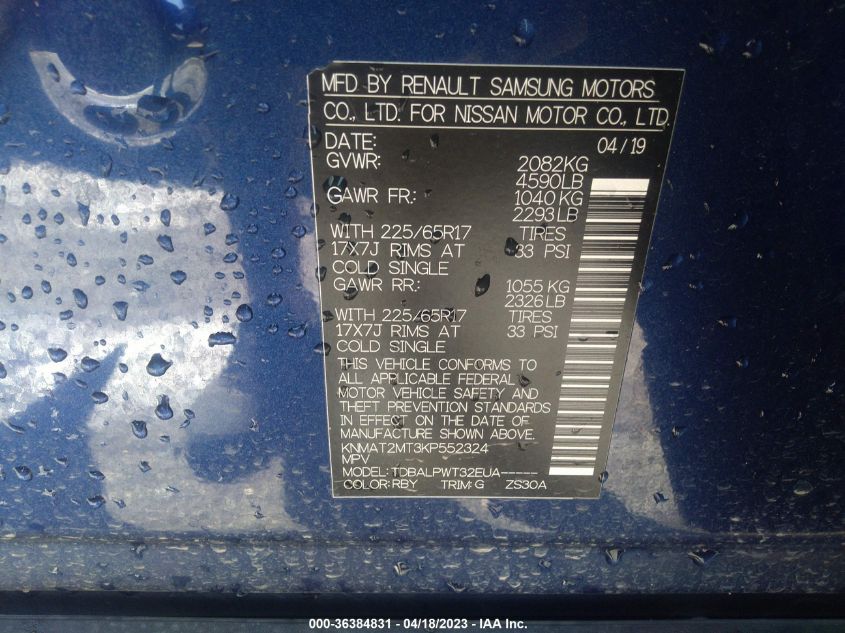 MFD BY RENAULT SAMSUNG MOTORS
CO., LTD. FOR NISSAN MOTOR CO., LTD.
DATE: 04/19
GVWR: 2082KG
4590LB
GAWR FR: 1040 KG
2293 LB
WITH 225/65R17 TIRES
17X7J RIMS AT 33 PSI
COLD SINGLE
GAWR RR: 1055 KG
2326 LB
WITH 225/65R17 TIRES
17X7J RIMS AT 33 PSI
COLD SINGLE
THIS VEHICLE CONFORMS TO
ALL APPLICABLE FEDERAL
MOTOR VEHICLE SAFETY AND
THEFT PREVENTION STANDARDS
IN EFFECT ON THE DATE OF
MANUFACTURE SHOWN ABOVE.
KNMAT2MT3KP552324
MPV
MODEL: TDBALPWT32EUA-----
COLOR: RBY TRIM: G ZS30A
000-36384831 - 04/18/2023 - IAA Inc.